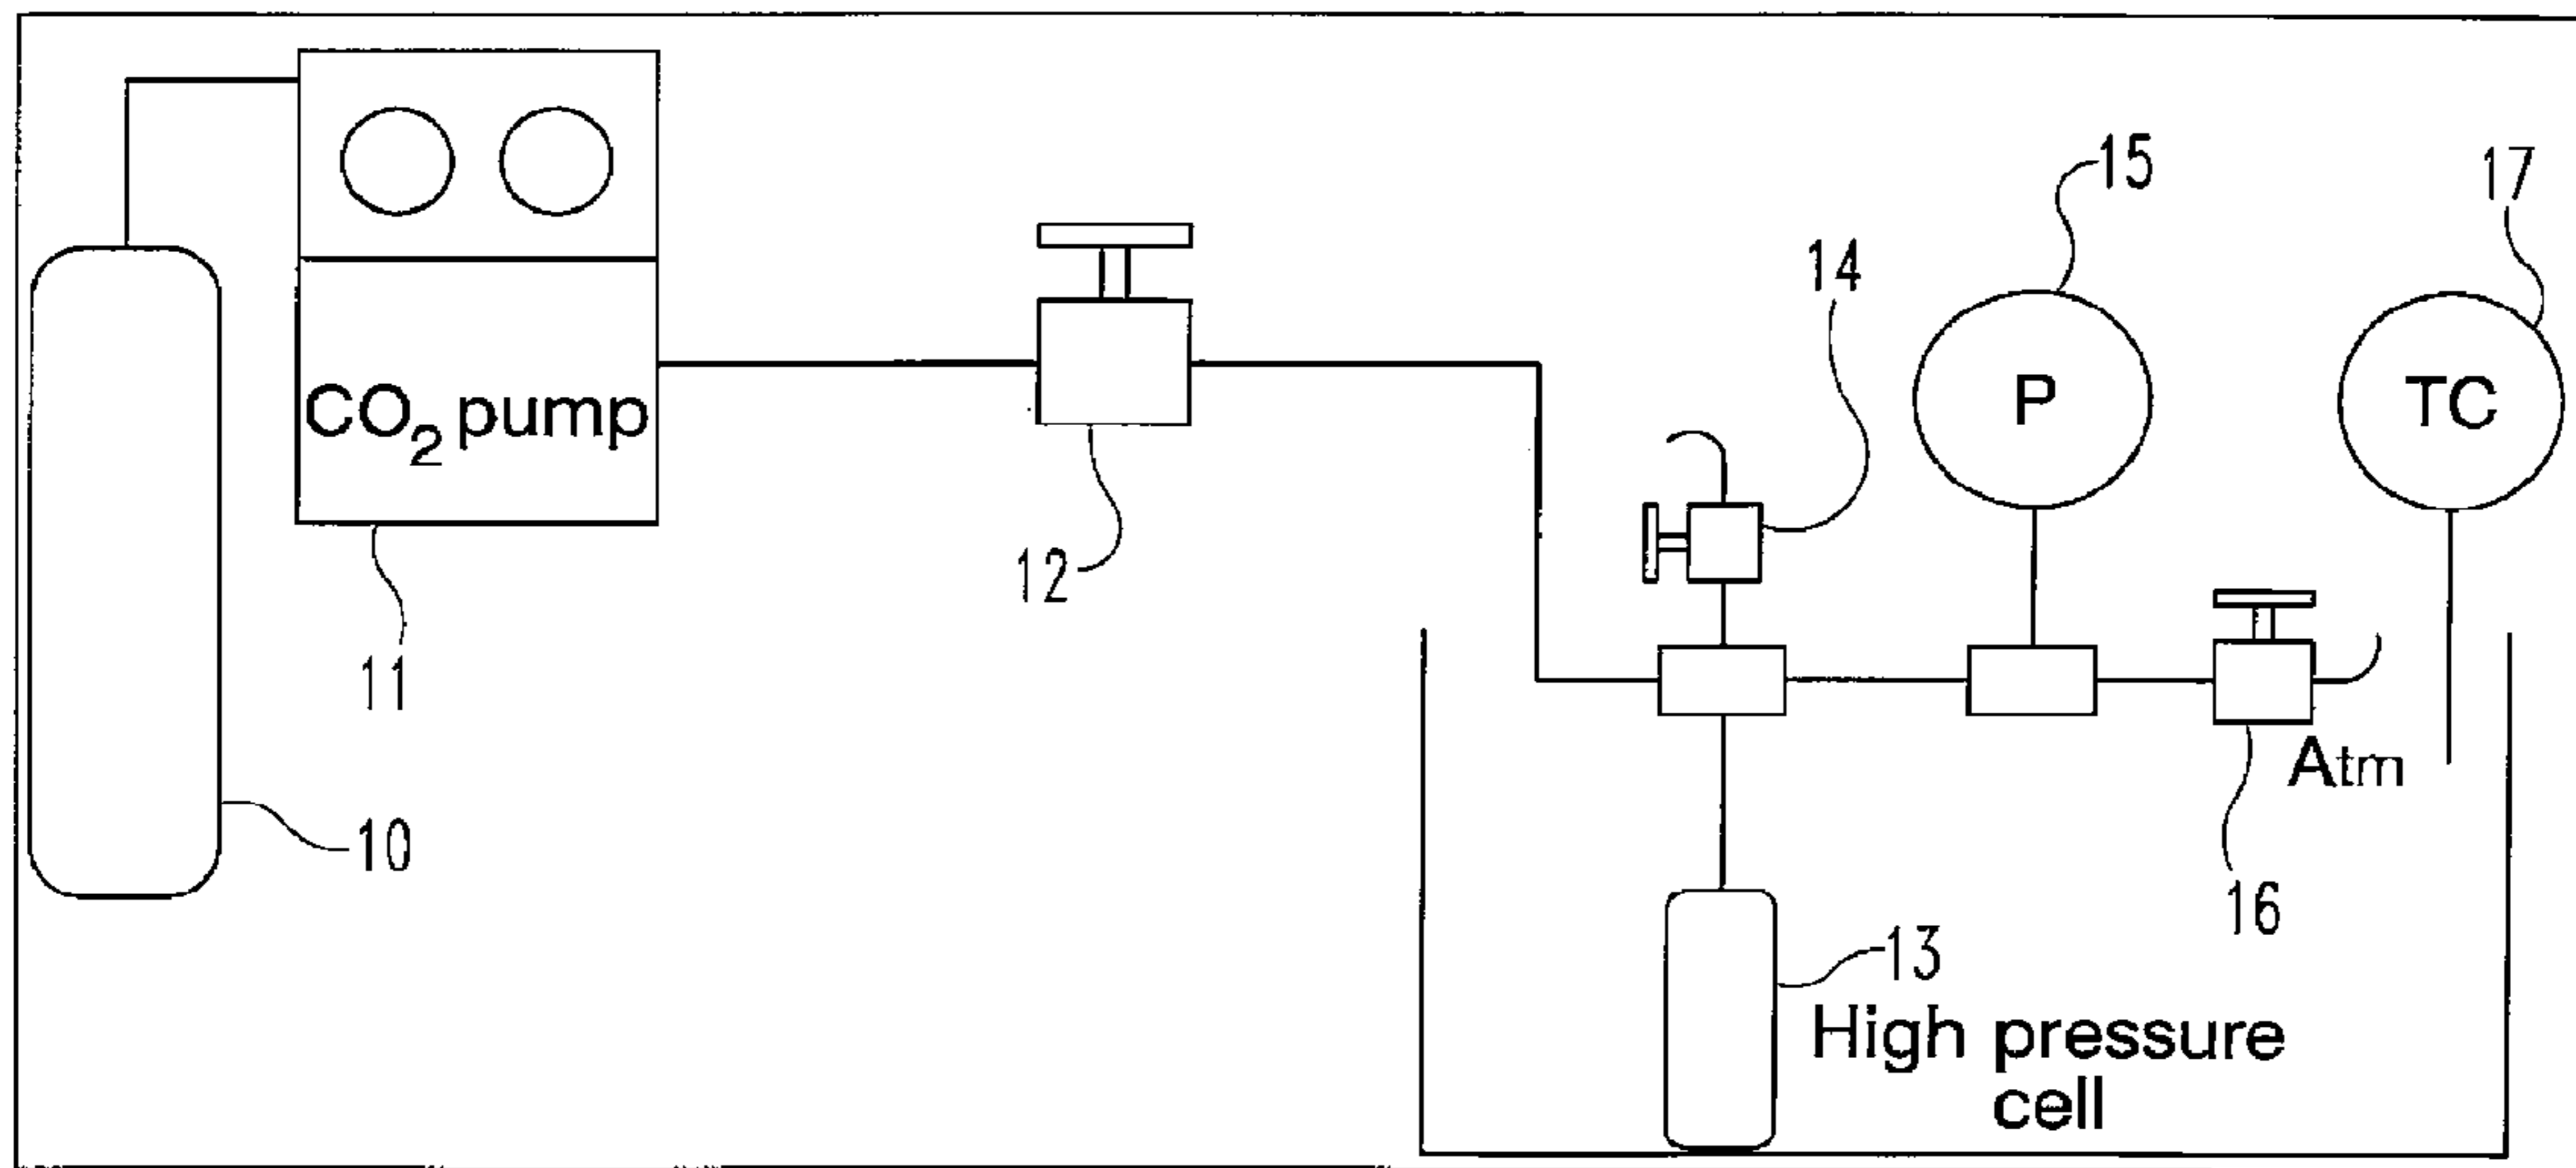 15
17
14
CO₂ pump
P
TC
12
11
Atm
10
16
13
High pressure
cell